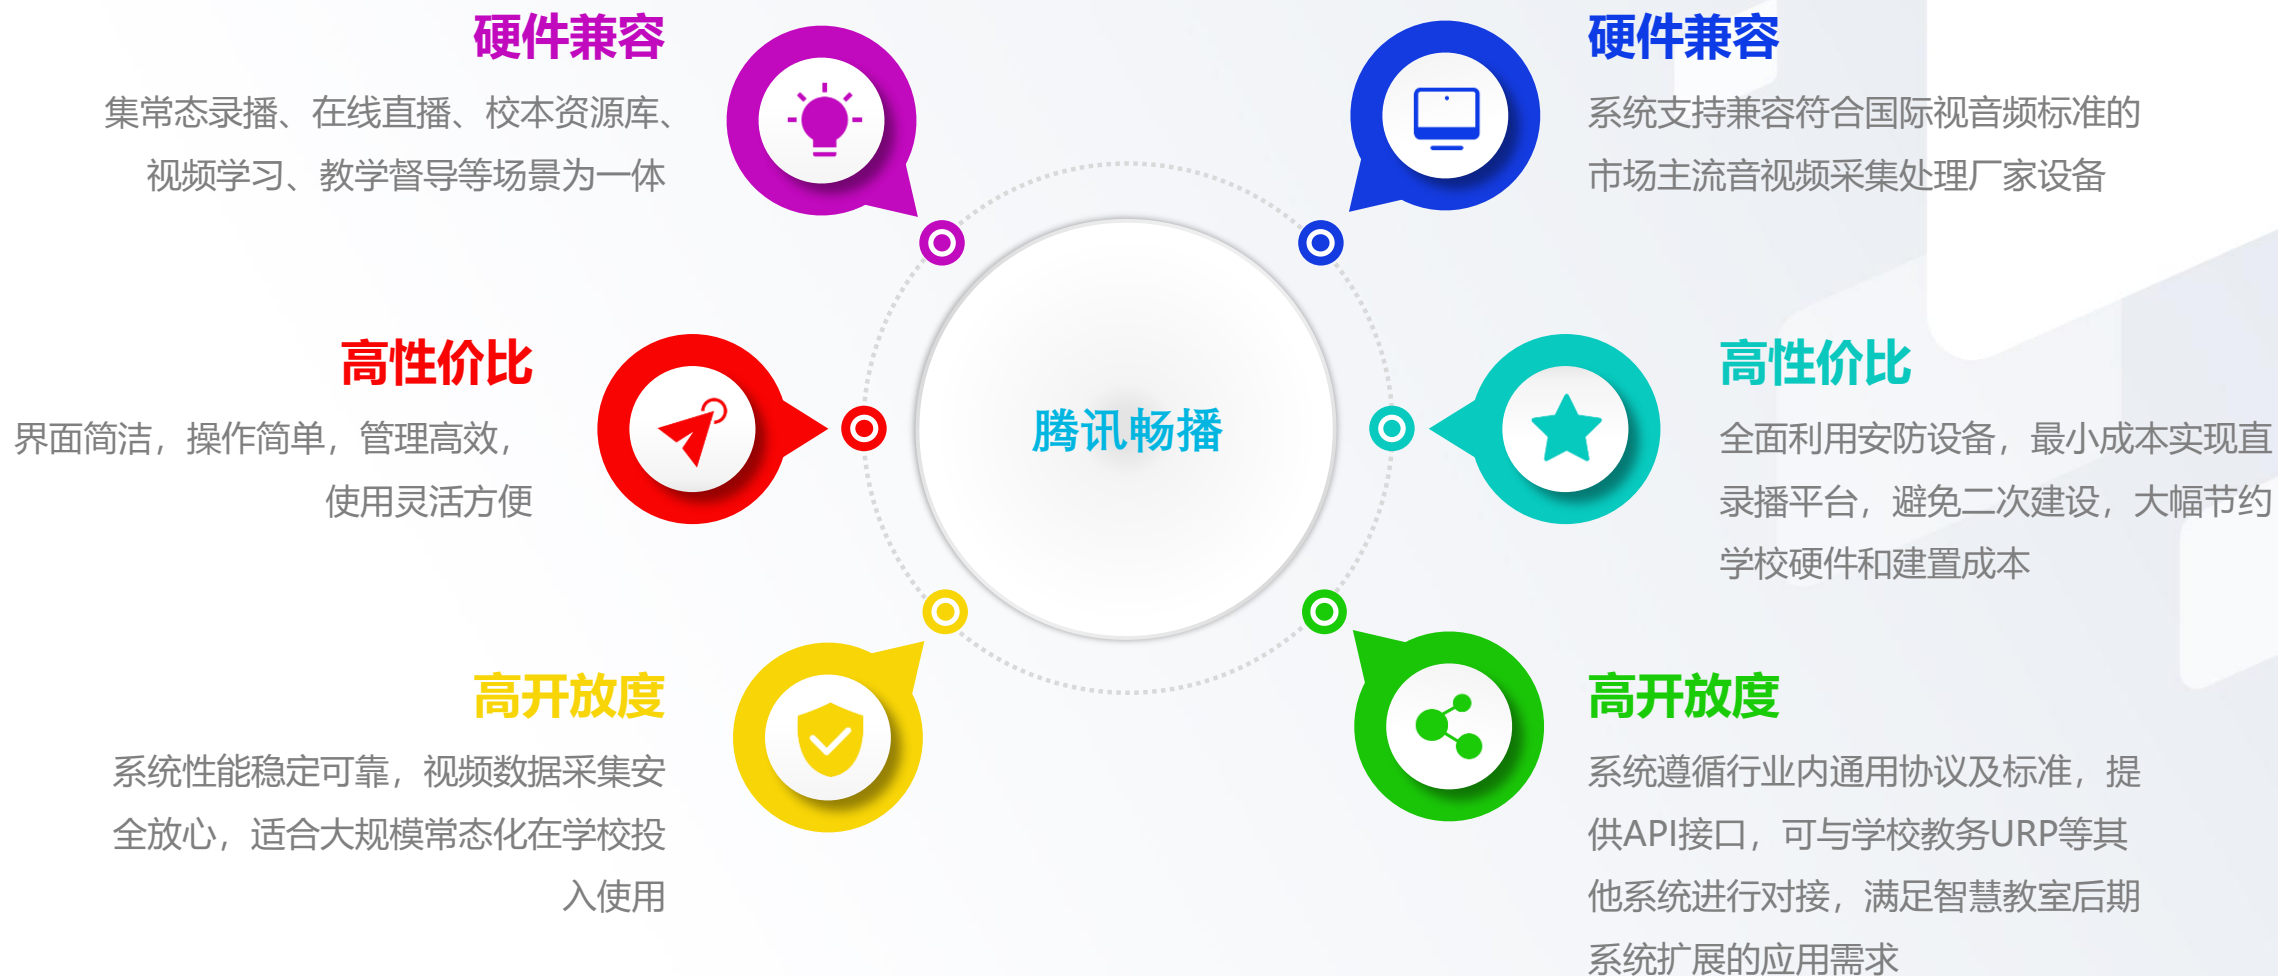 硬件兼容
集常态录播、在线直播、校本资源库、
视频学习、教学督导等场景为一体
硬件兼容
系统支持兼容符合国际视音频标准的
市场主流音视频采集处理厂家设备
高性价比
界面简洁，操作简单，管理高效，
使用灵活方便
腾讯畅播
高性价比
全面利用安防设备，最小成本实现直
录播平台，避免二次建设，大幅节约
学校硬件和建置成本
高开放度
系统性能稳定可靠，视频数据采集安
全放心，适合大规模常态化在学校投
入使用
高开放度
系统遵循行业内通用协议及标准，提
供API接口，可与学校教务URP等其
他系统进行对接，满足智慧教室后期
系统扩展的应用需求